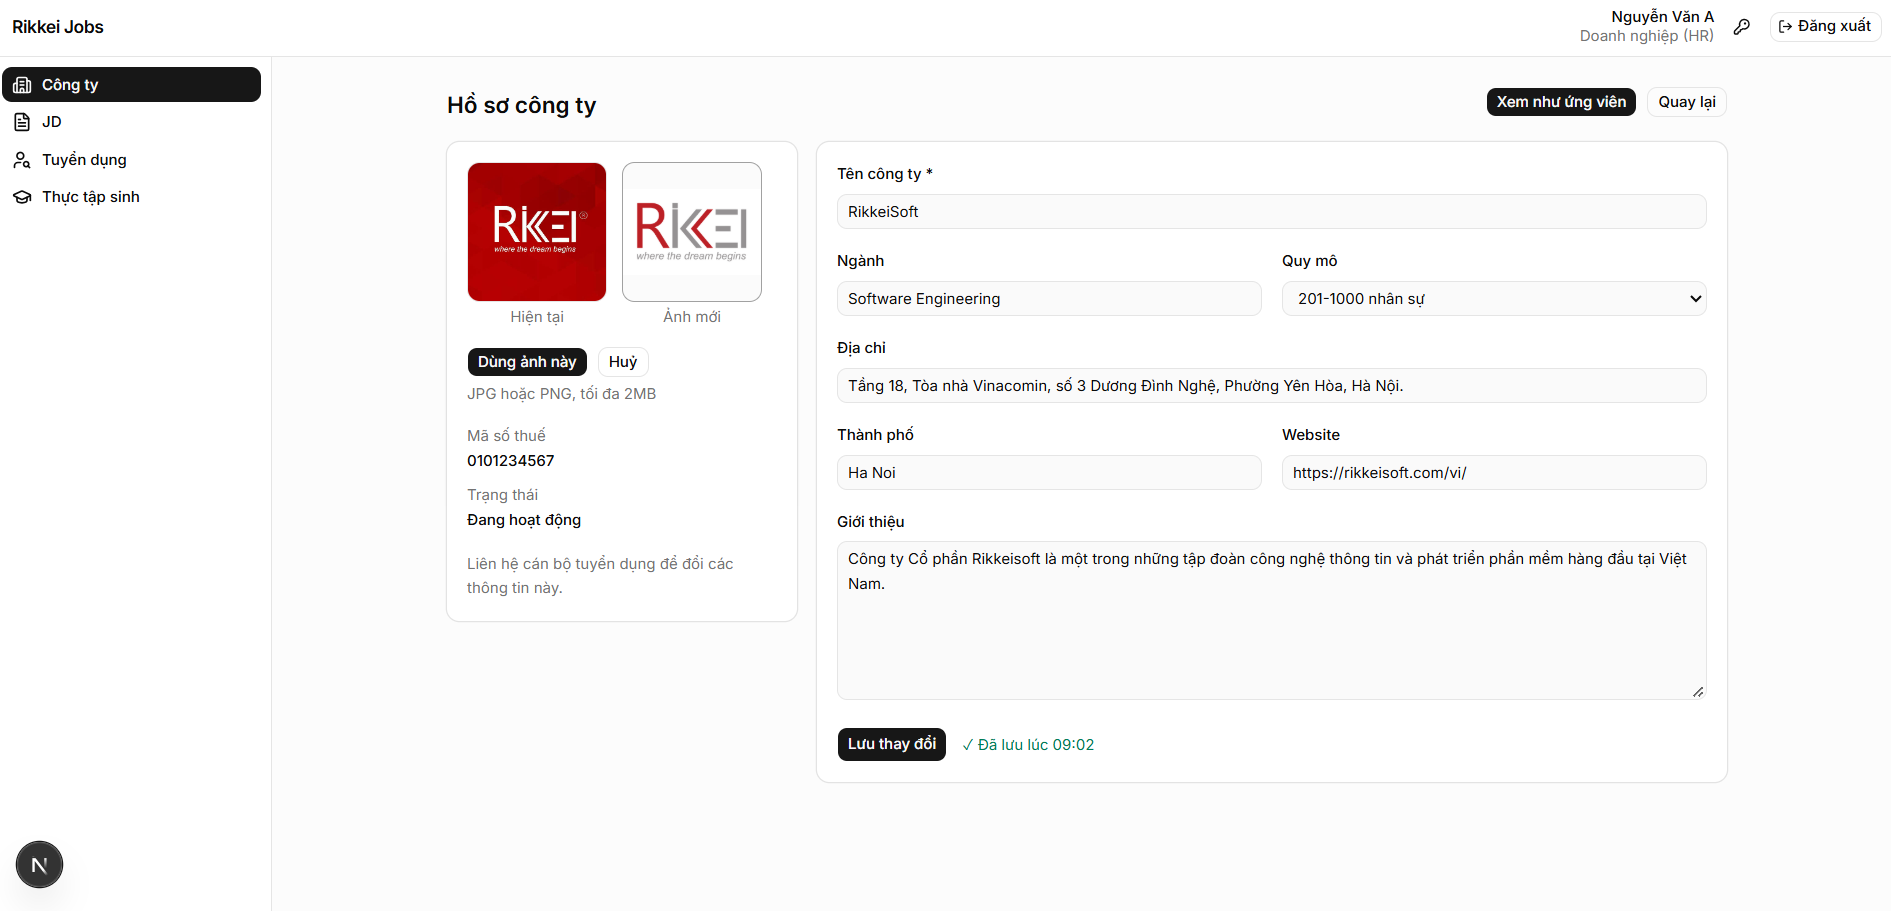 Rikkei Jobs
Nguyễn Văn A
Doanh nghiệp (HR)
Đăng xuất
Công ty
JD
Tuyển dụng
Thực tập sinh
Hồ sơ công ty
Xem như ứng viên
Quay lại
RIKKEI®
where the dream begins
RIKKEI
where the dream begins
Hiện tại
Ảnh mới
Dùng ảnh này
Huỷ
JPG hoặc PNG, tối đa 2MB
Mã số thuế
0101234567
Trạng thái
Đang hoạt động
Liên hệ cán bộ tuyển dụng để đổi các
thông tin này.
Tên công ty *
RikkeiSoft
Ngành
Quy mô
Software Engineering
201-1000 nhân sự
Địa chỉ
Tầng 18, Tòa nhà Vinacomin, số 3 Dương Đình Nghệ, Phường Yên Hòa, Hà Nội.
Thành phố
Website
Ha Noi
https://rikkeisoft.com/vi/
Giới thiệu
Công ty Cổ phần Rikkeisoft là một trong những tập đoàn công nghệ thông tin và phát triển phần mềm hàng đầu tại Việt
Nam.
Lưu thay đổi
✓ Đã lưu lúc 09:02
N